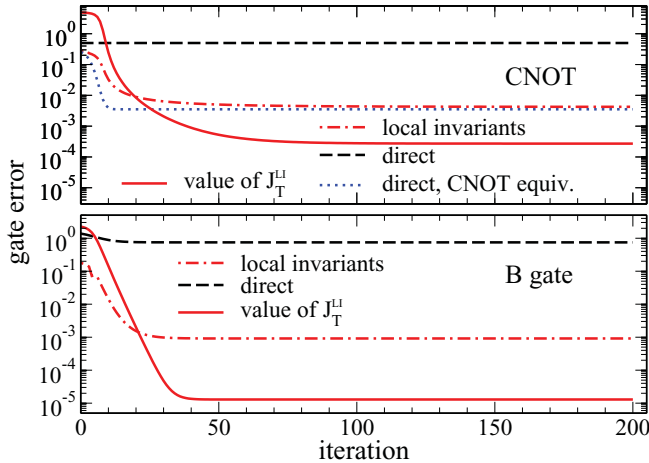 gate error
10^0
10^-1
10^-2
10^-3
10^-4
10^-5
CNOT
local invariants
direct
value of J_T^LI
direct, CNOT equiv.
10^0
10^-1
10^-2
10^-3
10^-4
10^-5
local invariants
direct
value of J_T^LI
B gate
0 50 100 150 200
iteration